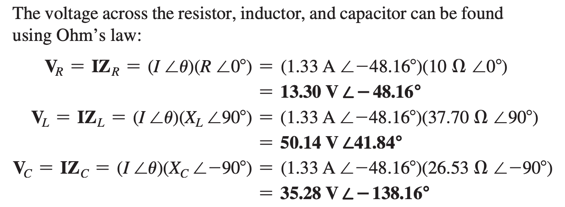 The voltage across the resistor, inductor, and capacitor can be found
using Ohm's law:
V_R = IZ_R = (I ∠θ)(R ∠0°) = (1.33 A ∠−48.16°)(10 Ω ∠0°)
= 13.30 V ∠−48.16°
V_L = IZ_L = (I ∠θ)(X_L ∠90°) = (1.33 A ∠−48.16°)(37.70 Ω ∠90°)
= 50.14 V ∠41.84°
V_C = IZ_C = (I ∠θ)(X_C ∠−90°) = (1.33 A ∠−48.16°)(26.53 Ω ∠−90°)
= 35.28 V ∠−138.16°